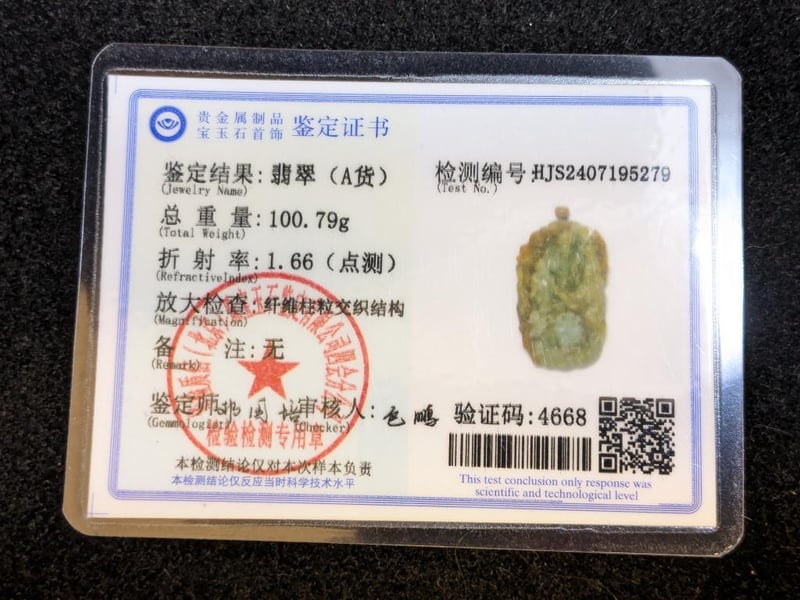 贵金属制品
宝玉石首饰 鉴定证书
鉴定结果:翡翠（A货）
(Jewelry Name)
检测编号:HJS2407195279
(Test No.)
总重量:100.79g
(Total Weight)
折射率:1.66（点测）
(RefractiveIndex)
放大检查:纤维柱粒交织结构
(Magnification)
备注:无
(Remark)
鉴定师:
(Gemmologist)
审核人:
(Checker)
验证码:4668
检验检测专用章
本检测结论仅对本次样本负责
本检测结论仅反应当时科学技术水平
This test conclusion only response was
scientific and technological level